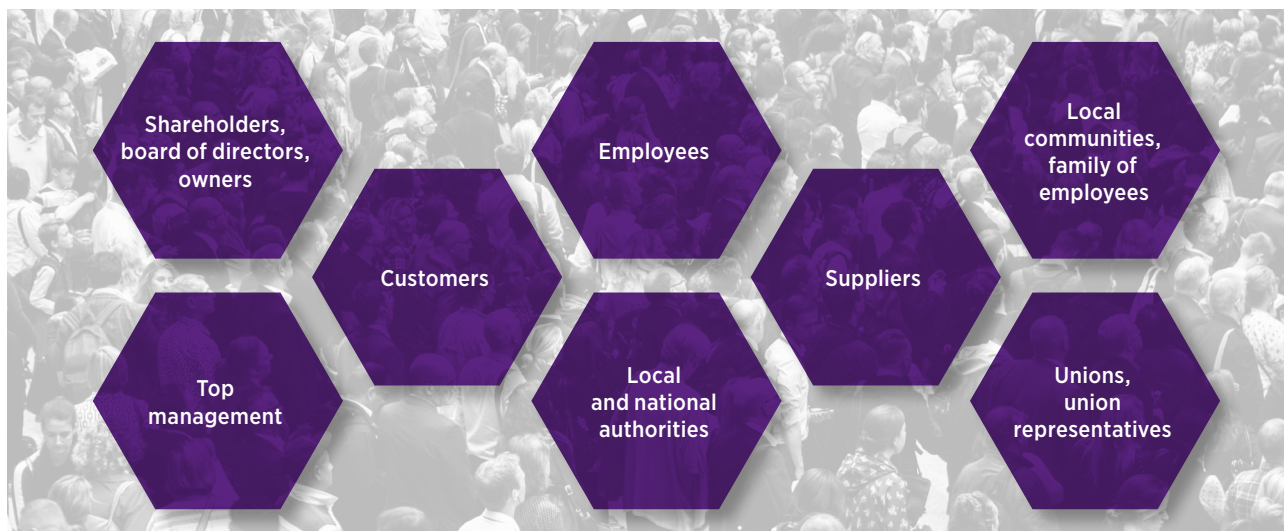 Shareholders,
board of directors,
owners
Employees
Local
communities,
family of
employees
Customers
Suppliers
Top
management
Local
and national
authorities
Unions,
union
representatives